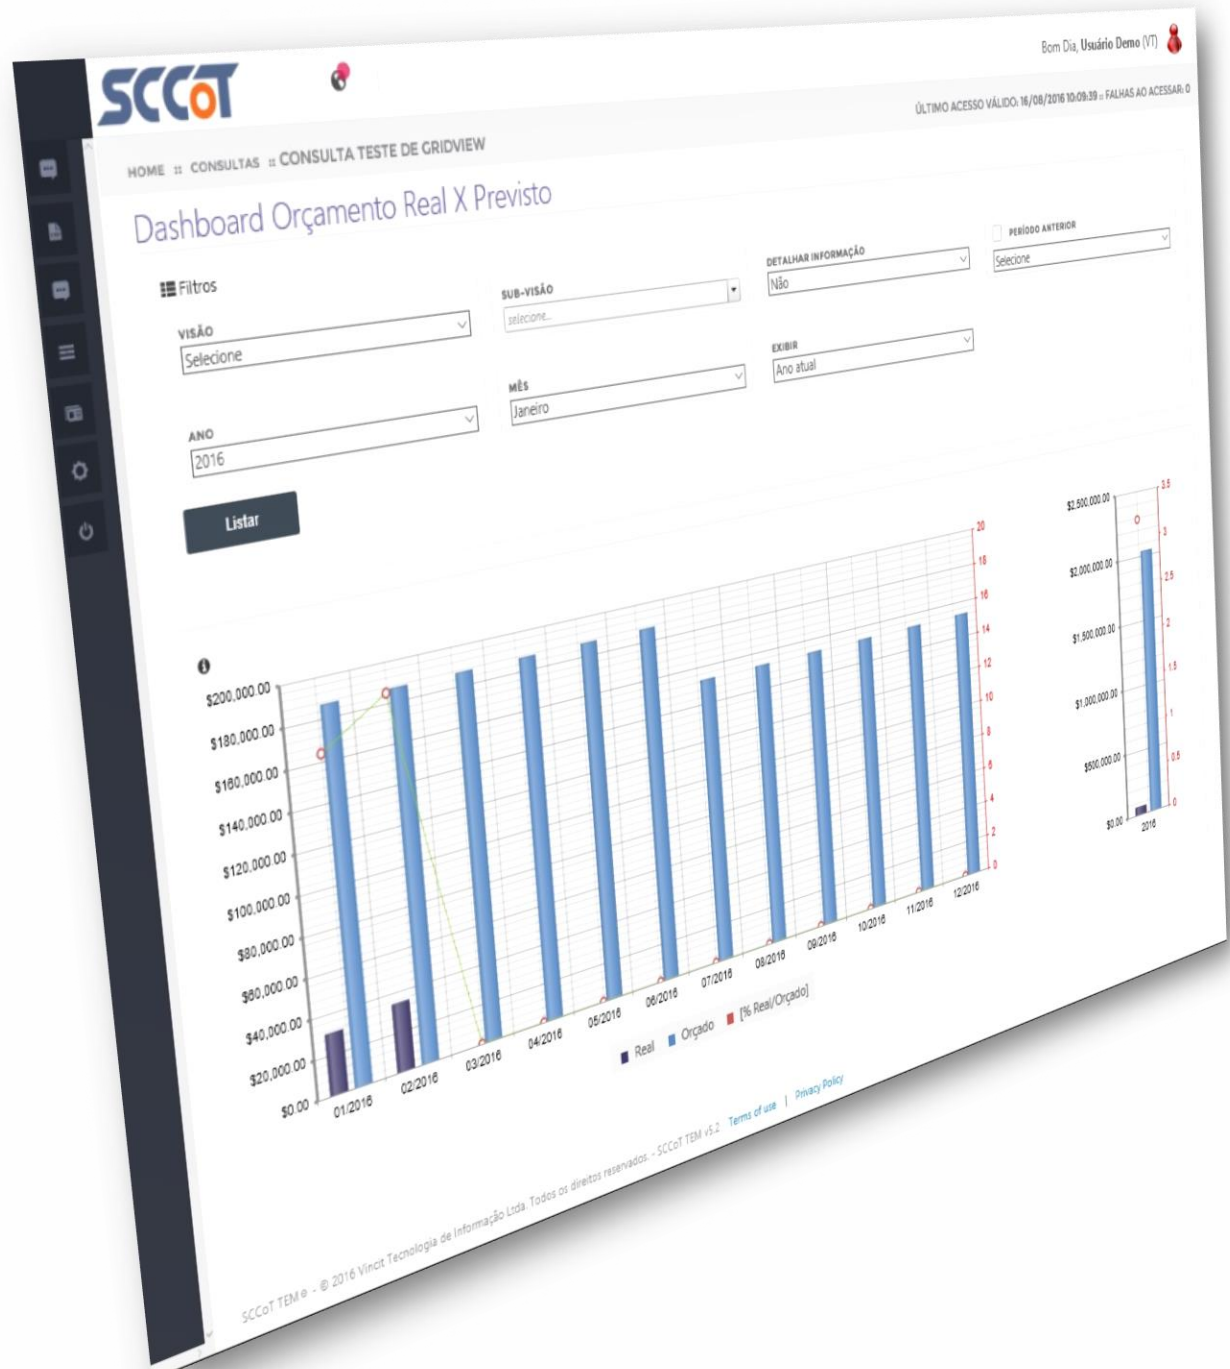 SCCoT
Bom Dia, Usuário Demo (VT)
ÚLTIMO ACESSO VÁLIDO: 16/08/2016 10:09:39 :: FALHAS AO ACESSAR: 0
HOME :: CONSULTAS :: CONSULTA TESTE DE GRIDVIEW
Dashboard Orçamento Real X Previsto
Filtros
VISÃO
Selecione
SUB-VISÃO
selecione...
DETALHAR INFORMAÇÃO
Não
PERÍODO ANTERIOR
Selecione
ANO
2016
MÊS
Janeiro
EXIBIR
Ano atual
Listar
$200,000.00
$180,000.00
$160,000.00
$140,000.00
$120,000.00
$100,000.00
$80,000.00
$60,000.00
$40,000.00
$20,000.00
$0.00
20
18
16
14
12
10
8
6
4
2
0
01/2016
02/2016
03/2016
04/2016
05/2016
06/2016
07/2016
08/2016
09/2016
10/2016
11/2016
12/2016
Real Orçado [% Real/Orçado]
$2,500,000.00
$2,000,000.00
$1,500,000.00
$1,000,000.00
$500,000.00
$0.00
3.5
3
2.5
2
1.5
1
0.5
0
2016
SCCoT TEM ® - © 2016 Vincit Tecnologia de Informação Ltda. Todos os direitos reservados. - SCCoT TEM v5.2 Terms of use | Privacy Policy